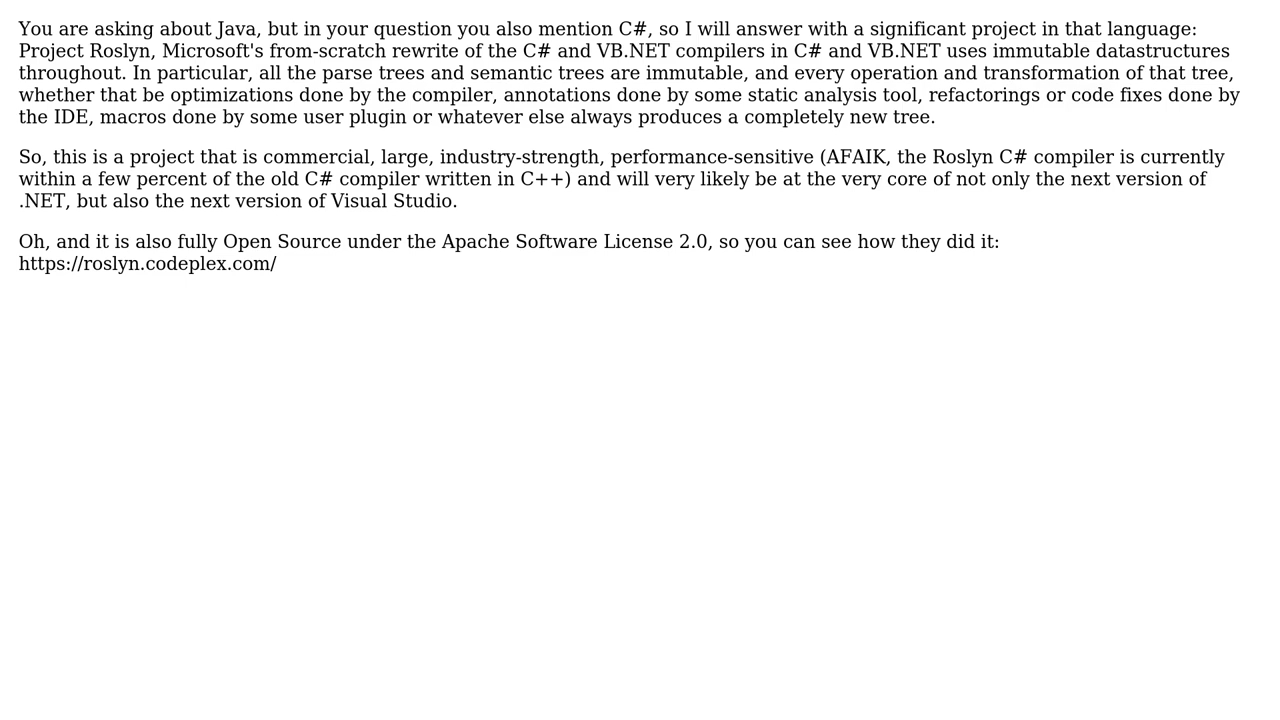 You are asking about Java, but in your question you also mention C#, so I will answer with a significant project in that language:
Project Roslyn, Microsoft's from-scratch rewrite of the C# and VB.NET compilers in C# and VB.NET uses immutable datastructures
throughout. In particular, all the parse trees and semantic trees are immutable, and every operation and transformation of that tree,
whether that be optimizations done by the compiler, annotations done by some static analysis tool, refactorings or code fixes done by
the IDE, macros done by some user plugin or whatever else always produces a completely new tree.
So, this is a project that is commercial, large, industry-strength, performance-sensitive (AFAIK, the Roslyn C# compiler is currently
within a few percent of the old C# compiler written in C++) and will very likely be at the very core of not only the next version of
.NET, but also the next version of Visual Studio.
Oh, and it is also fully Open Source under the Apache Software License 2.0, so you can see how they did it:
https://roslyn.codeplex.com/